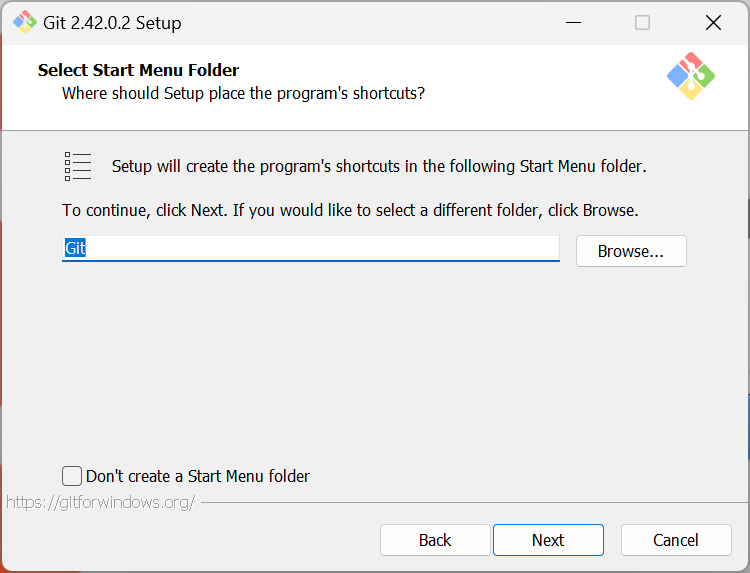 Git 2.42.0.2 Setup
Select Start Menu Folder
Where should Setup place the program's shortcuts?
Setup will create the program's shortcuts in the following Start Menu folder.
To continue, click Next. If you would like to select a different folder, click Browse.
Git
Browse...
Don't create a Start Menu folder
https://gitforwindows.org/
Back
Next
Cancel